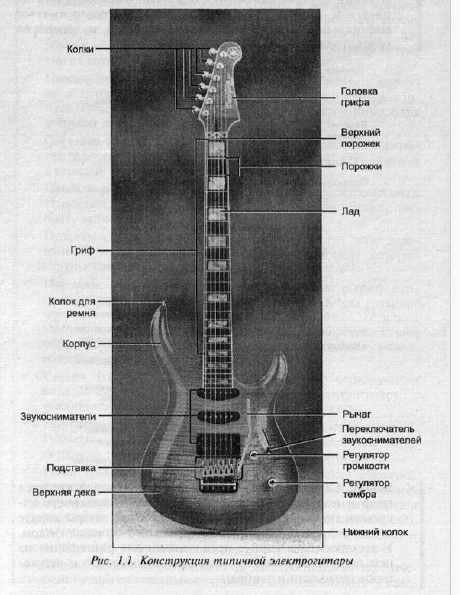 Колки
Головка
грифа
Верхний
порожек
Порожки
Лад
Гриф
Колок для
ремня
Корпус
Звукосниматели
Рычаг
Переключатель
звукоснимателей
Регулятор
громкости
Подставка
Верхняя дека
Регулятор
тембра
Нижний колок
Рис. 1.1. Конструкция типичной электрогитары